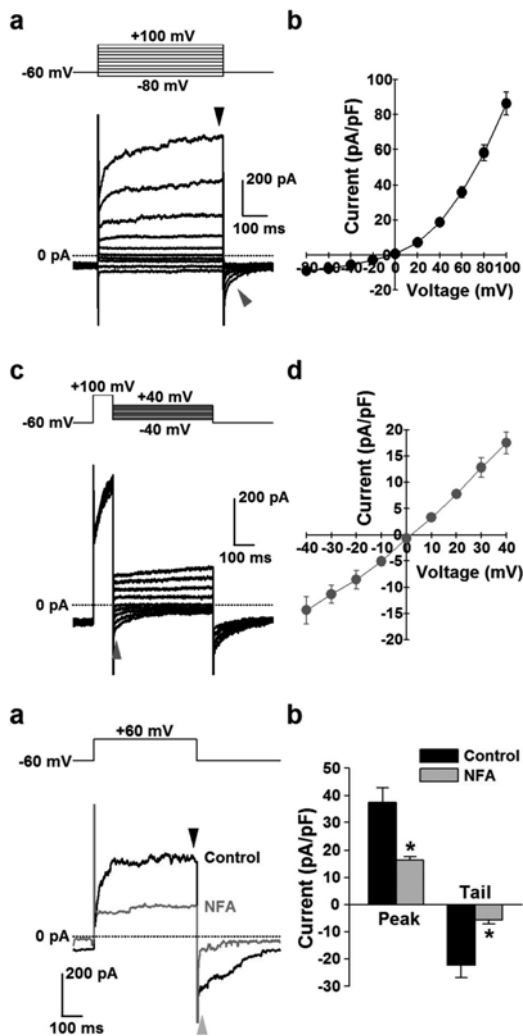 a
+100 mV
-60 mV
-80 mV
200 pA
100 ms
0 pA
b
Current (pA/pF)
100
80
60
40
20
0
-20
-80 -60 -40 -20 0 20 40 60 80 100
Voltage (mV)
c
+100 mV
+40 mV
-60 mV
-40 mV
200 pA
100 ms
0 pA
d
Current (pA/pF)
20
15
10
5
0
-5
-10
-15
-20
-40 -30 -20 -10 0 10 20 30 40
Voltage (mV)
a
+60 mV
-60 mV
Control
NFA
0 pA
200 pA
100 ms
b
Control
NFA
Current (pA/pF)
50
40
30
20
10
0
-10
-20
-30
*
Tail
Peak
*